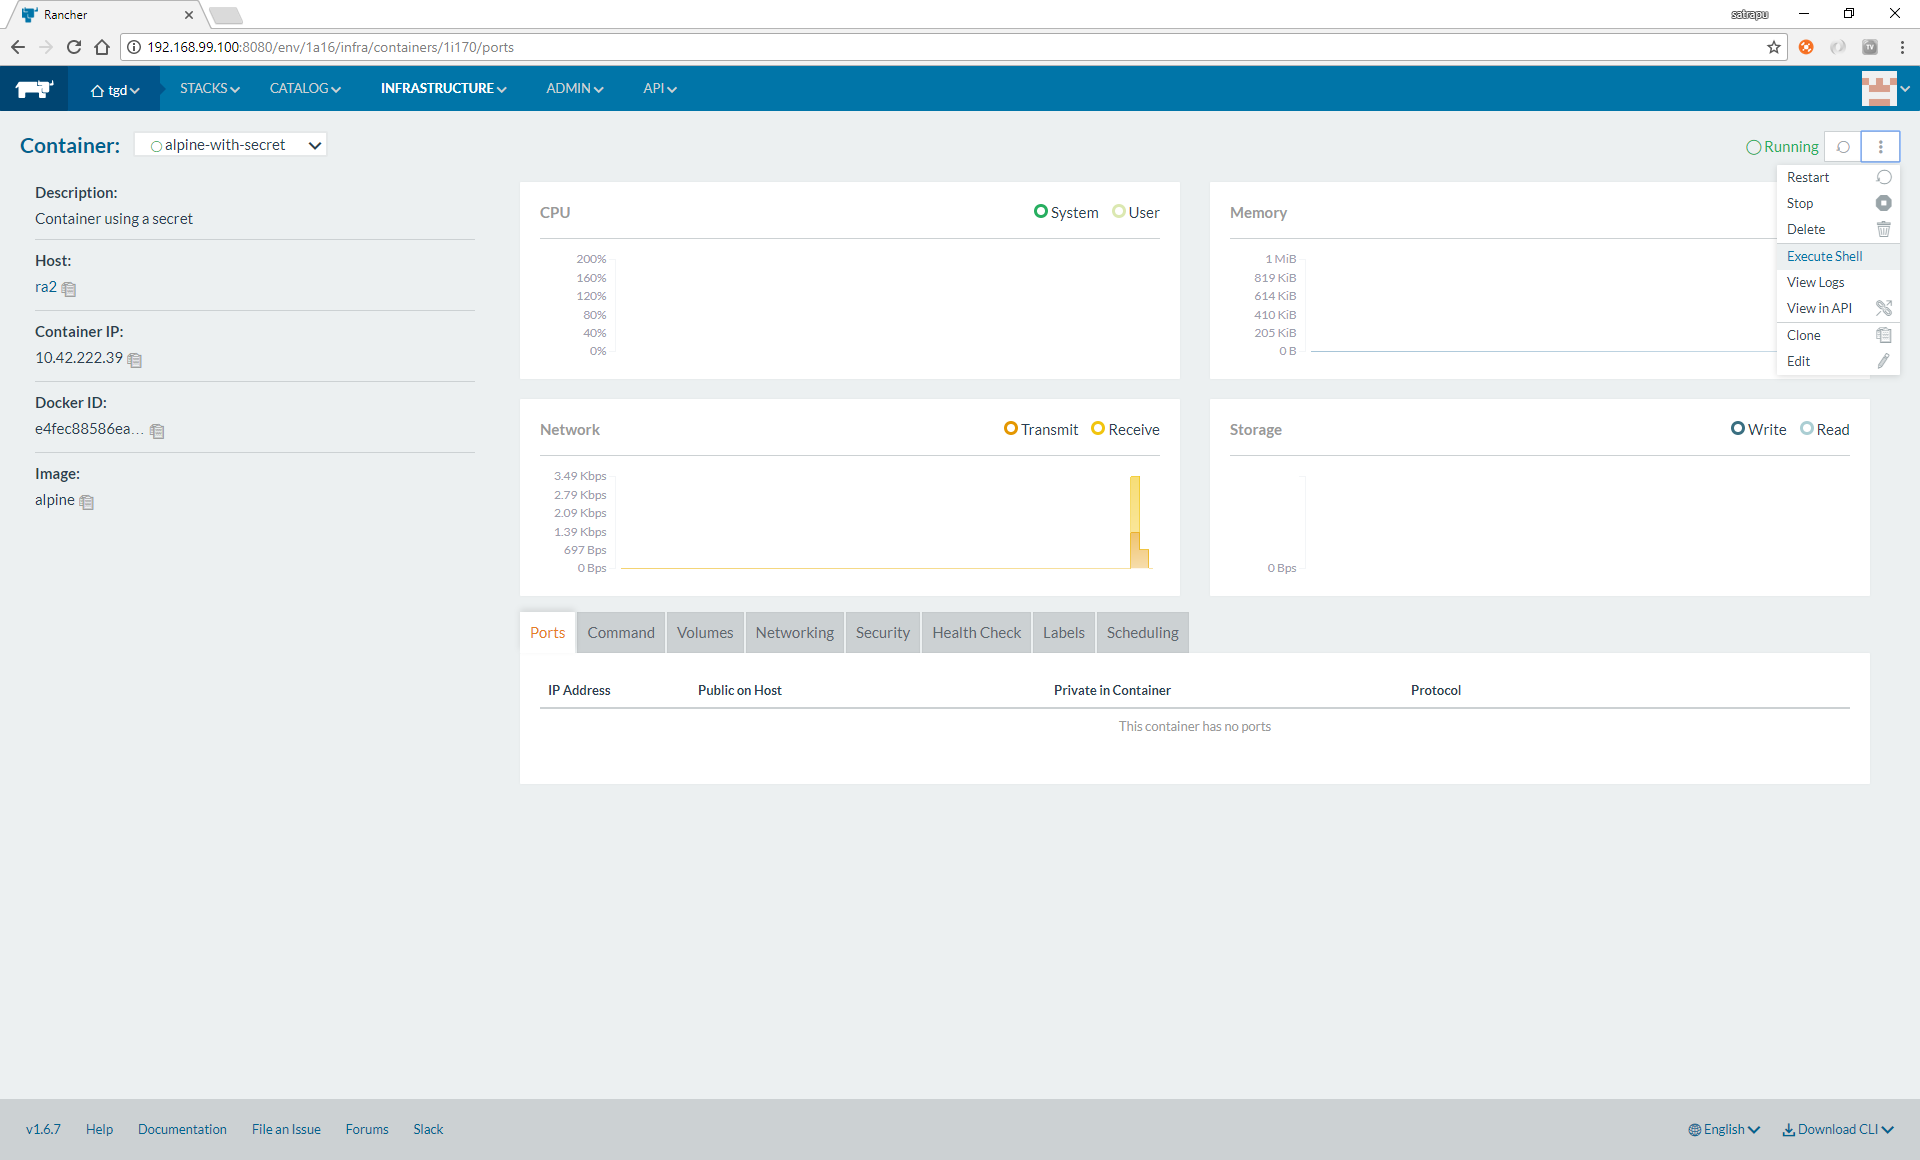 Rancher
satrapu
192.168.99.100:8080/env/1a16/infra/containers/1i170/ports
TV
tgd STACKS CATALOG INFRASTRUCTURE ADMIN API
Container: alpine-with-secret
Running
Restart
Stop
Delete
Execute Shell
View Logs
View in API
Clone
Edit
Description:
Container using a secret
Host:
ra2
Container IP:
10.42.222.39
Docker ID:
e4fec88586ea...
Image:
alpine
CPU System User
200%
160%
120%
80%
40%
0%
Memory
1 MiB
819 KiB
614 KiB
410 KiB
205 KiB
0 B
Network Transmit Receive
3.49 Kbps
2.79 Kbps
2.09 Kbps
1.39 Kbps
697 Bps
0 Bps
Storage Write Read
0 Bps
Ports Command Volumes Networking Security Health Check Labels Scheduling
IP Address Public on Host Private in Container Protocol
This container has no ports
v1.6.7 Help Documentation File an Issue Forums Slack English Download CLI